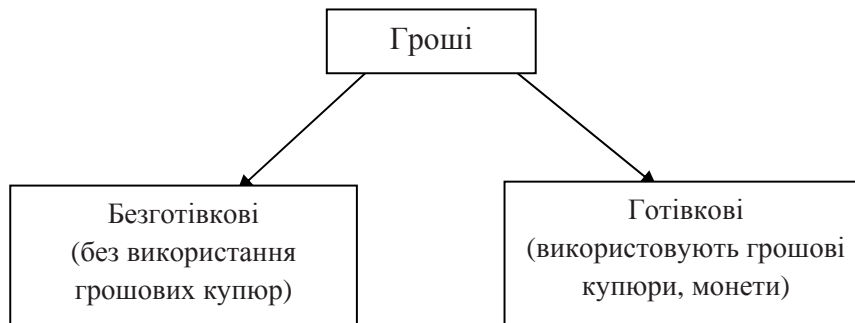 Гроші
Безготівкові
(без використання
грошових купюр)
Готівкові
(використовують грошові
купюри, монети)